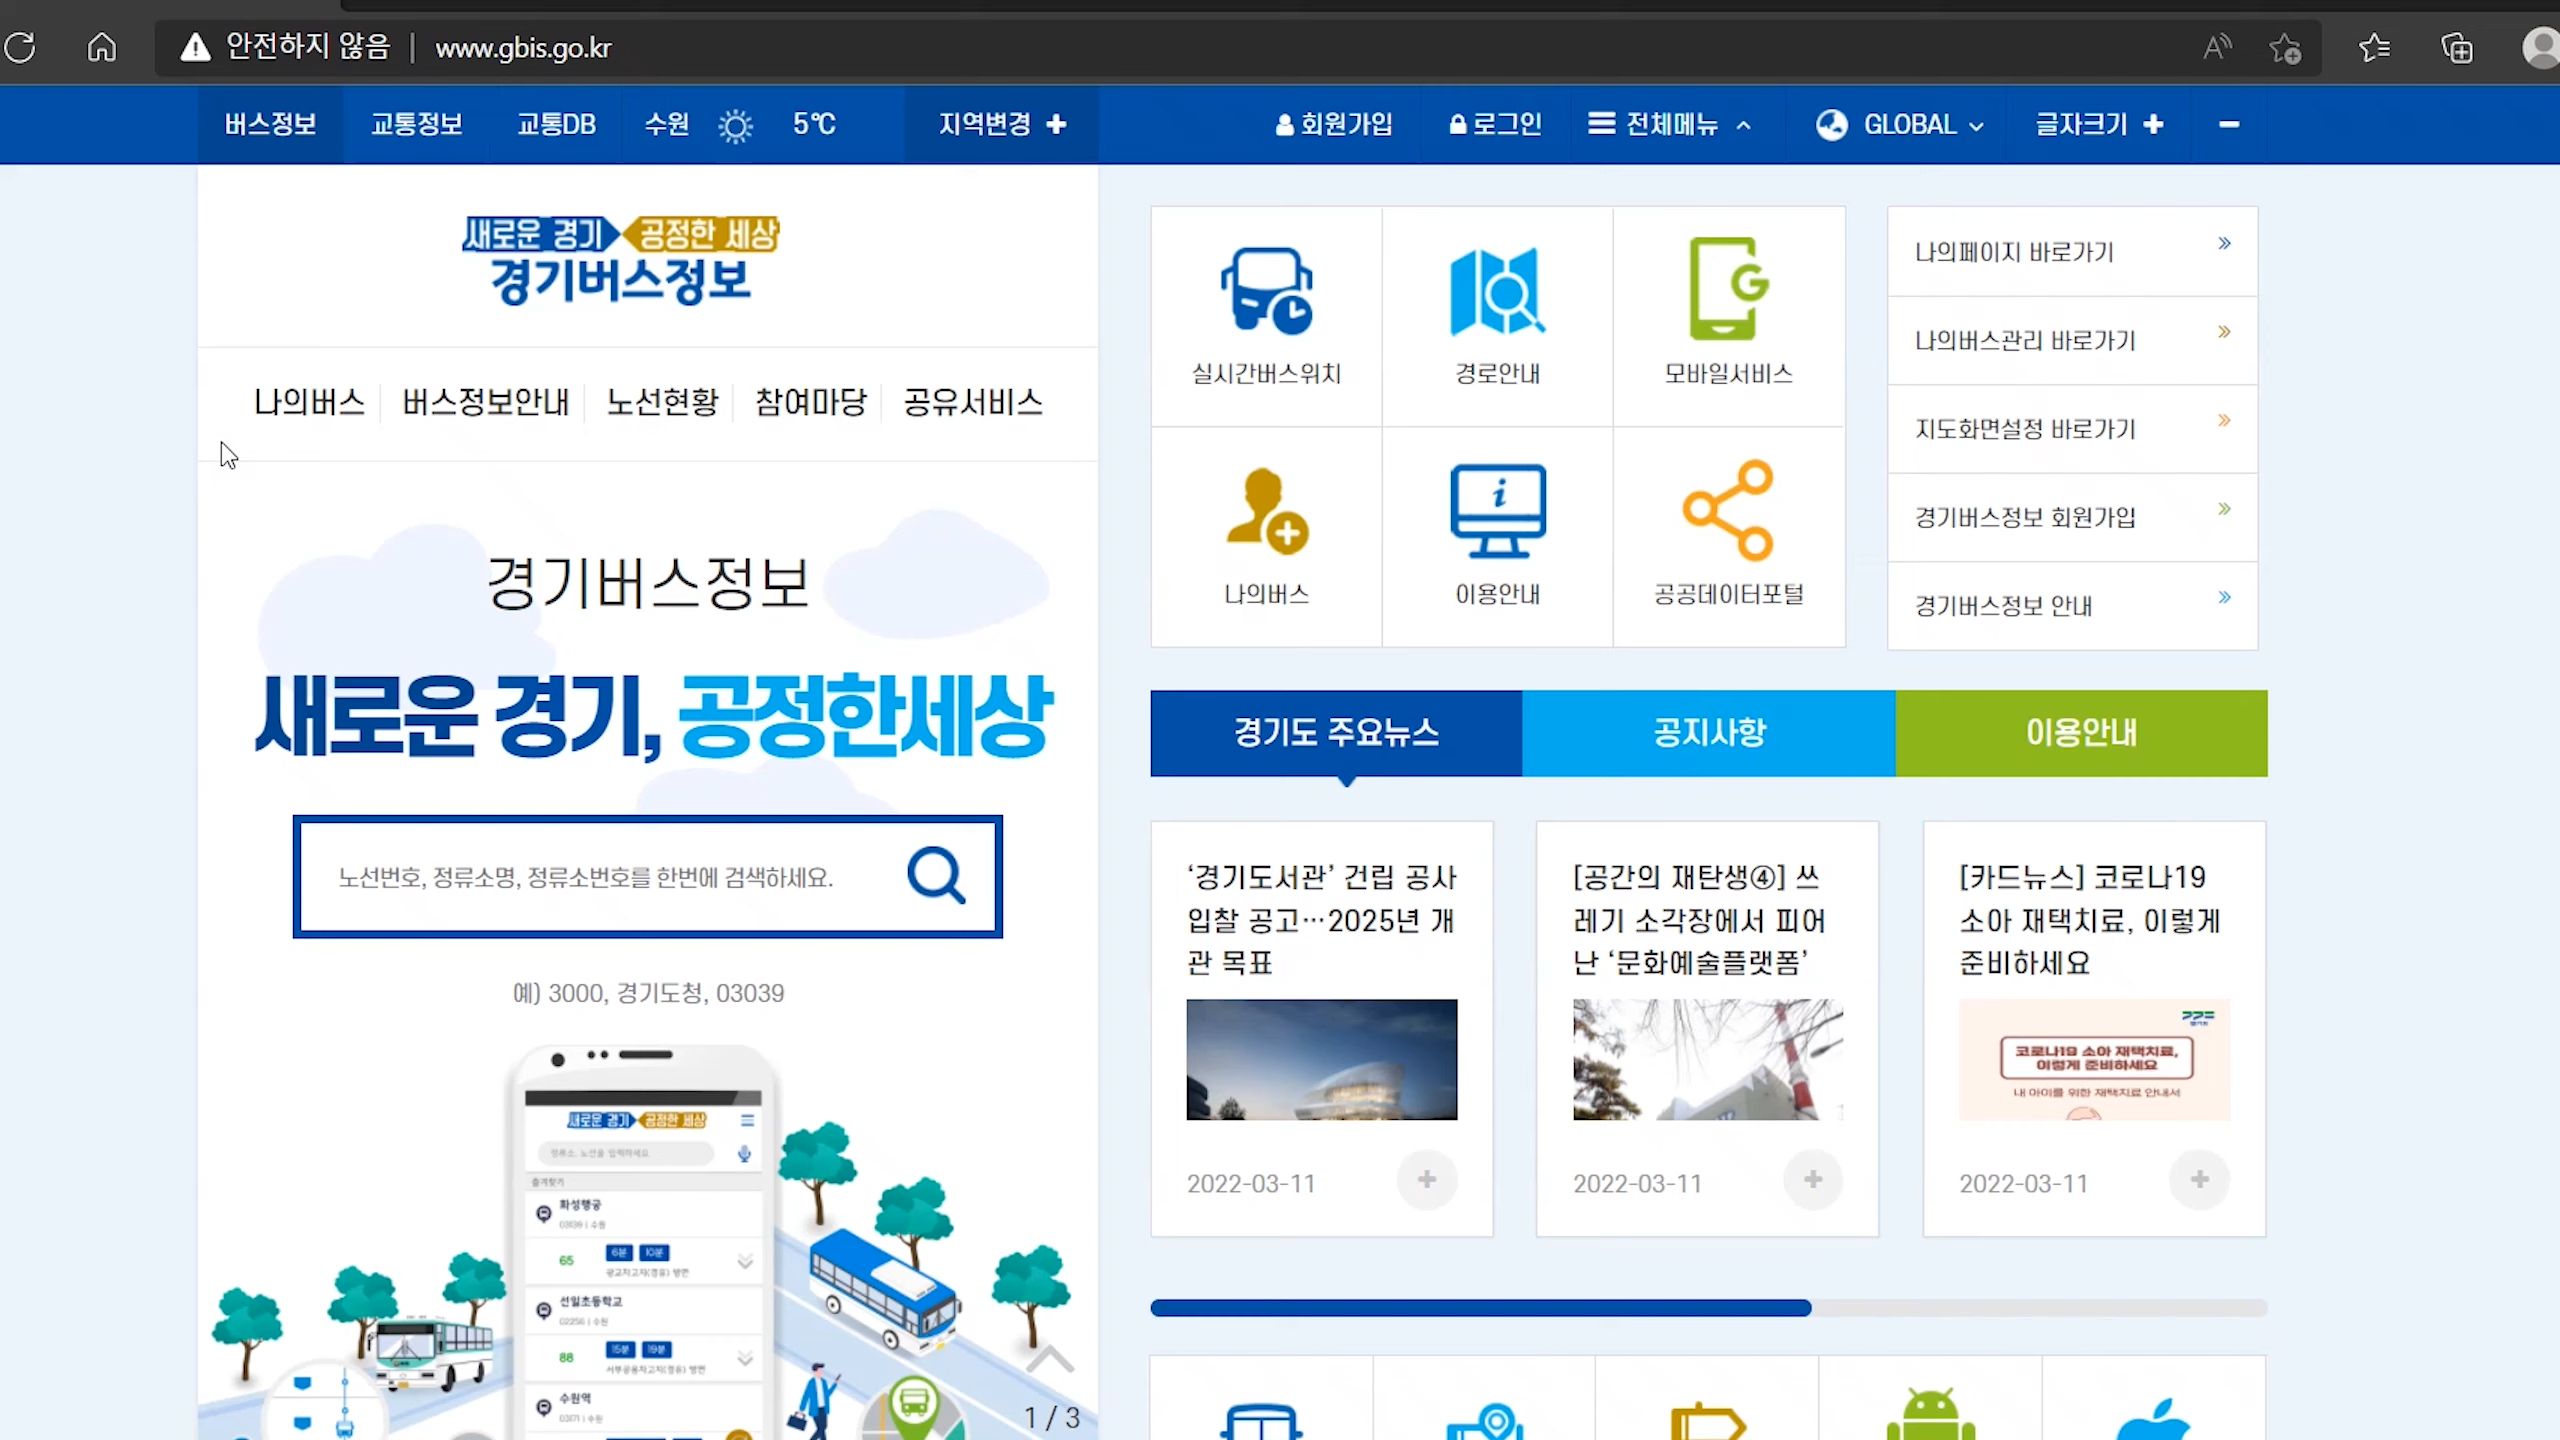 안전하지 않음 | www.gbis.go.kr
버스정보 교통정보 교통DB 수원 5℃ 지역변경 회원가입 로그인 전체메뉴 GLOBAL 글자크기
새로운 경기 공정한 세상
경기버스정보
나의버스 버스정보안내 노선현황 참여마당 공유서비스
경기버스정보
새로운 경기, 공정한세상
노선번호, 정류소명, 정류소번호를 한번에 검색하세요.
예) 3000, 경기도청, 03039
새로운 경기 공정한 세상
정류소, 노선을 입력하세요.
즐겨찾기
화성행궁
03139 | 수원
65 6분 10분
광교차고지(경유) 방면
선일초등학교
02256 | 수원
88 15분 19분
서부공용차고지(경유) 방면
수원역
03171 | 수원
1 / 3
실시간버스위치 경로안내 모바일서비스
나의버스 이용안내 공공데이터포털
나의페이지 바로가기
나의버스관리 바로가기
지도화면설정 바로가기
경기버스정보 회원가입
경기버스정보 안내
경기도 주요뉴스 공지사항 이용안내
‘경기도서관’ 건립 공사
입찰 공고…2025년 개
관 목표
2022-03-11
[공간의 재탄생④] 쓰
레기 소각장에서 피어
난 ‘문화예술플랫폼’
2022-03-11
[카드뉴스] 코로나19
소아 재택치료, 이렇게
준비하세요
경기도
코로나19 소아 재택치료,
이렇게 준비하세요
내 아이를 위한 재택치료 안내서
2022-03-11